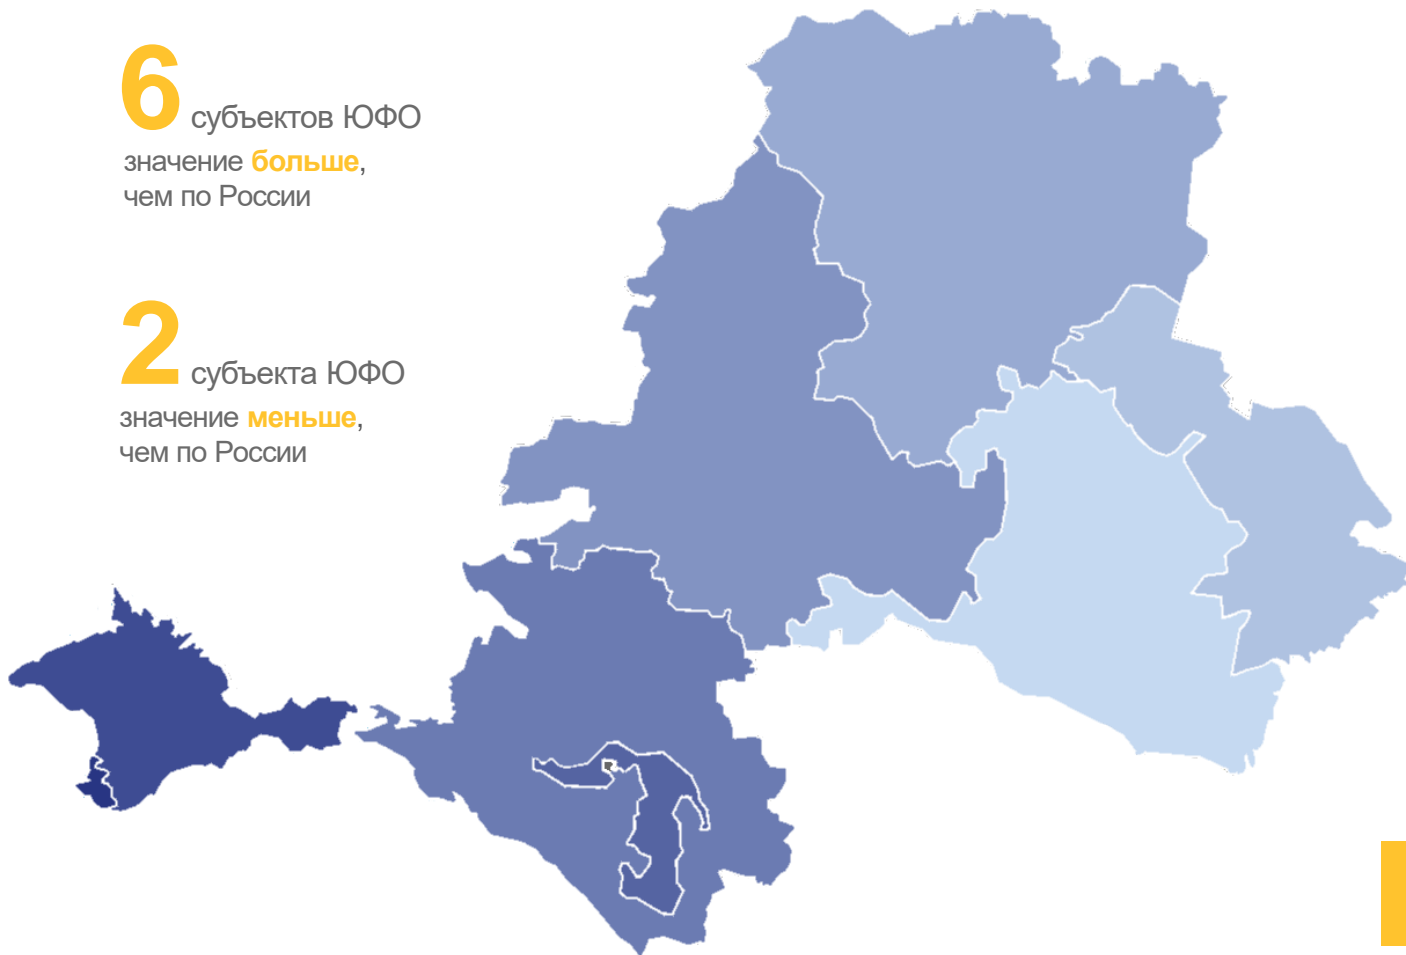 6 субъектов ЮФО
значение больше,
чем по России
2 субъекта ЮФО
значение меньше,
чем по России